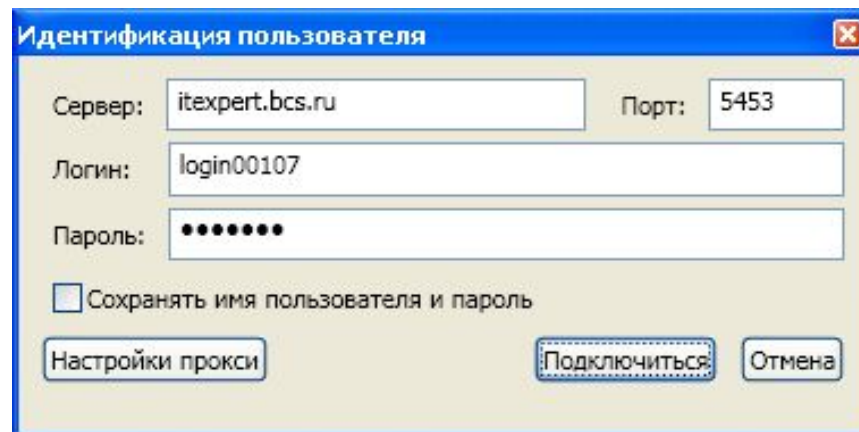 Идентификация пользователя
Сервер: itexpert.bcs.ru Порт: 5453
Логин: login00107
Пароль: •••••••
Сохранять имя пользователя и пароль
Настройки прокси Подключиться Отмена